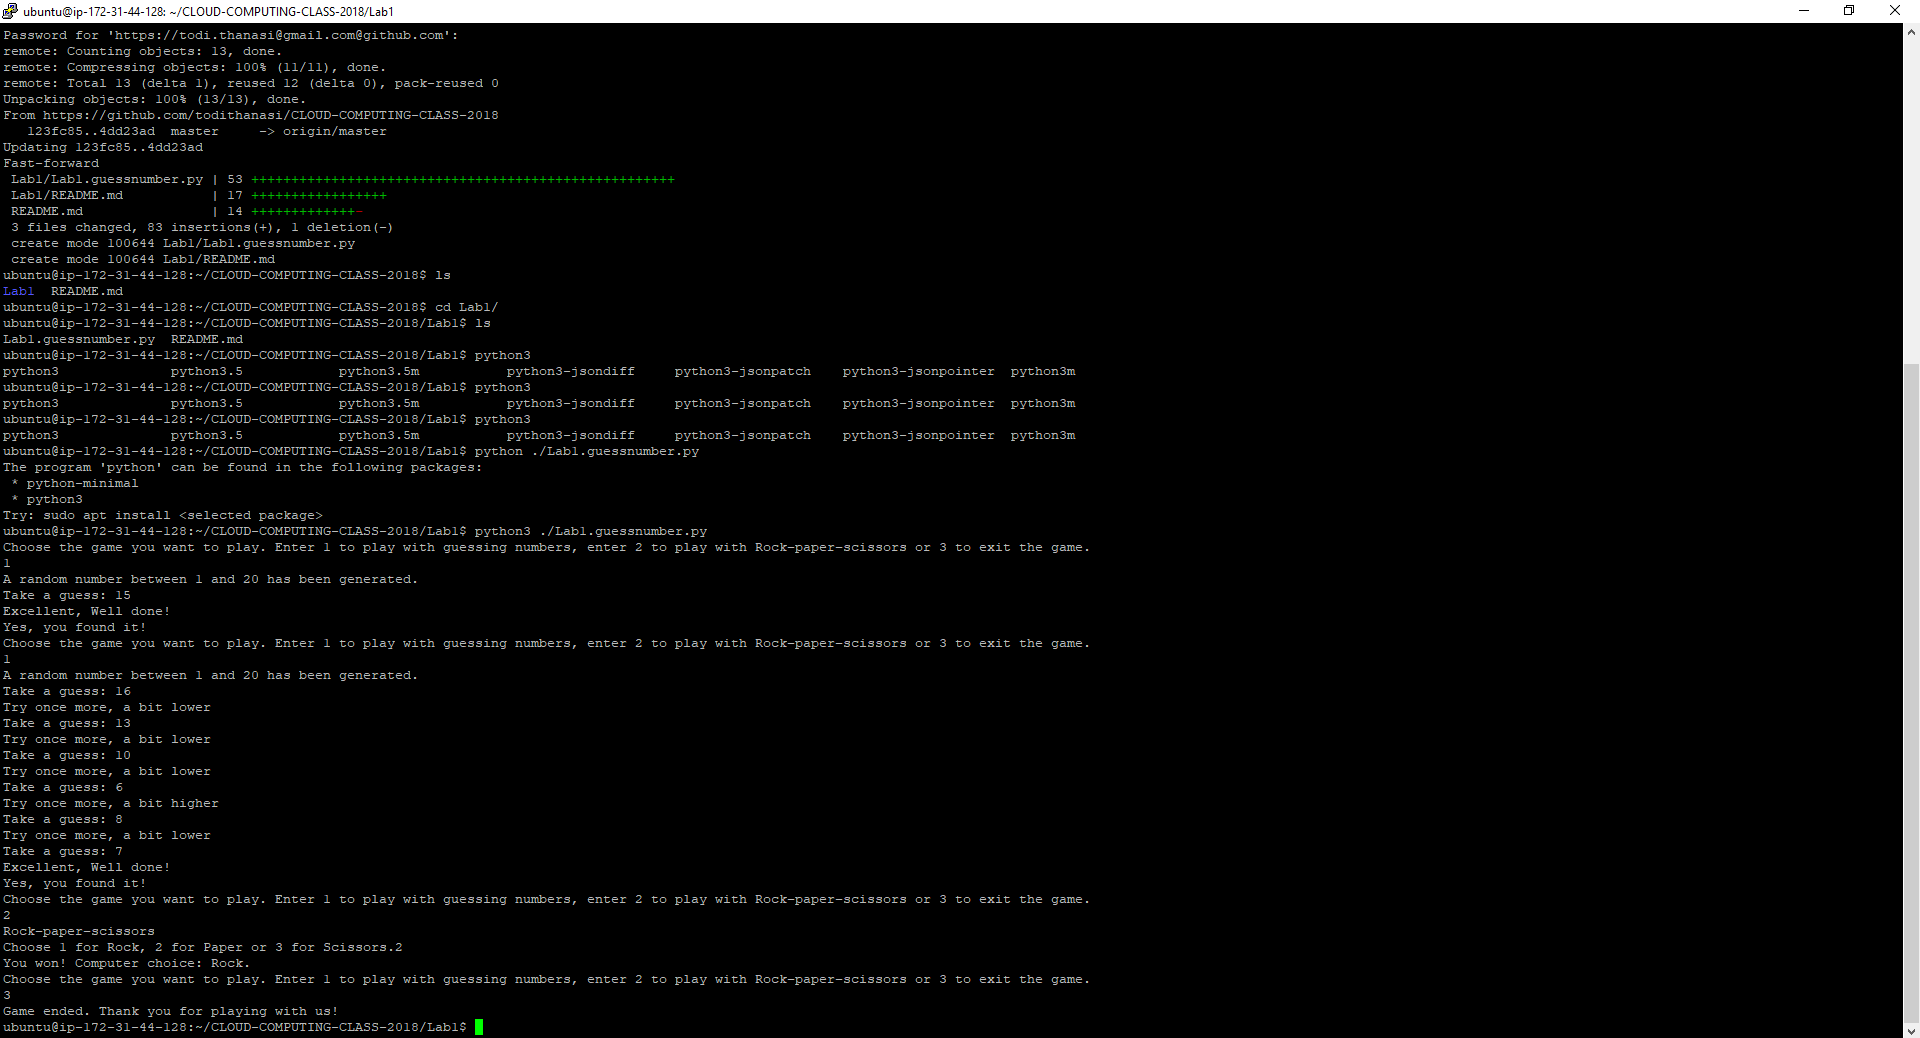 ubuntu@ip-172-31-44-128: ~/CLOUD-COMPUTING-CLASS-2018/Lab1
Password for 'https://todi.thanasi@gmail.com@github.com':
remote: Counting objects: 13, done.
remote: Compressing objects: 100% (11/11), done.
remote: Total 13 (delta 1), reused 12 (delta 0), pack-reused 0
Unpacking objects: 100% (13/13), done.
From https://github.com/todithanasi/CLOUD-COMPUTING-CLASS-2018
   123fc85..4dd23ad  master     -> origin/master
Updating 123fc85..4dd23ad
Fast-forward
 Lab1/Lab1.guessnumber.py | 53 +++++++++++++++++++++++++++++++++++++++++++++++++++++
 Lab1/README.md           | 17 +++++++++++++++++
 README.md                | 14 +++++++++++++-
 3 files changed, 83 insertions(+), 1 deletion(-)
 create mode 100644 Lab1/Lab1.guessnumber.py
 create mode 100644 Lab1/README.md
ubuntu@ip-172-31-44-128:~/CLOUD-COMPUTING-CLASS-2018$ ls
Lab1  README.md
ubuntu@ip-172-31-44-128:~/CLOUD-COMPUTING-CLASS-2018$ cd Lab1/
ubuntu@ip-172-31-44-128:~/CLOUD-COMPUTING-CLASS-2018/Lab1$ ls
Lab1.guessnumber.py  README.md
ubuntu@ip-172-31-44-128:~/CLOUD-COMPUTING-CLASS-2018/Lab1$ python3
python3              python3.5            python3.5m           python3-jsondiff     python3-jsonpatch    python3-jsonpointer  python3m
ubuntu@ip-172-31-44-128:~/CLOUD-COMPUTING-CLASS-2018/Lab1$ python3
python3              python3.5            python3.5m           python3-jsondiff     python3-jsonpatch    python3-jsonpointer  python3m
ubuntu@ip-172-31-44-128:~/CLOUD-COMPUTING-CLASS-2018/Lab1$ python3
python3              python3.5            python3.5m           python3-jsondiff     python3-jsonpatch    python3-jsonpointer  python3m
ubuntu@ip-172-31-44-128:~/CLOUD-COMPUTING-CLASS-2018/Lab1$ python ./Lab1.guessnumber.py
The program 'python' can be found in the following packages:
 * python-minimal
 * python3
Try: sudo apt install <selected package>
ubuntu@ip-172-31-44-128:~/CLOUD-COMPUTING-CLASS-2018/Lab1$ python3 ./Lab1.guessnumber.py
Choose the game you want to play. Enter 1 to play with guessing numbers, enter 2 to play with Rock-paper-scissors or 3 to exit the game.
1
A random number between 1 and 20 has been generated.
Take a guess: 15
Excellent, Well done!
Yes, you found it!
Choose the game you want to play. Enter 1 to play with guessing numbers, enter 2 to play with Rock-paper-scissors or 3 to exit the game.
1
A random number between 1 and 20 has been generated.
Take a guess: 16
Try once more, a bit lower
Take a guess: 13
Try once more, a bit lower
Take a guess: 10
Try once more, a bit lower
Take a guess: 6
Try once more, a bit higher
Take a guess: 8
Try once more, a bit lower
Take a guess: 7
Excellent, Well done!
Yes, you found it!
Choose the game you want to play. Enter 1 to play with guessing numbers, enter 2 to play with Rock-paper-scissors or 3 to exit the game.
2
Rock-paper-scissors
Choose 1 for Rock, 2 for Paper or 3 for Scissors.2
You won! Computer choice: Rock.
Choose the game you want to play. Enter 1 to play with guessing numbers, enter 2 to play with Rock-paper-scissors or 3 to exit the game.
3
Game ended. Thank you for playing with us!
ubuntu@ip-172-31-44-128:~/CLOUD-COMPUTING-CLASS-2018/Lab1$